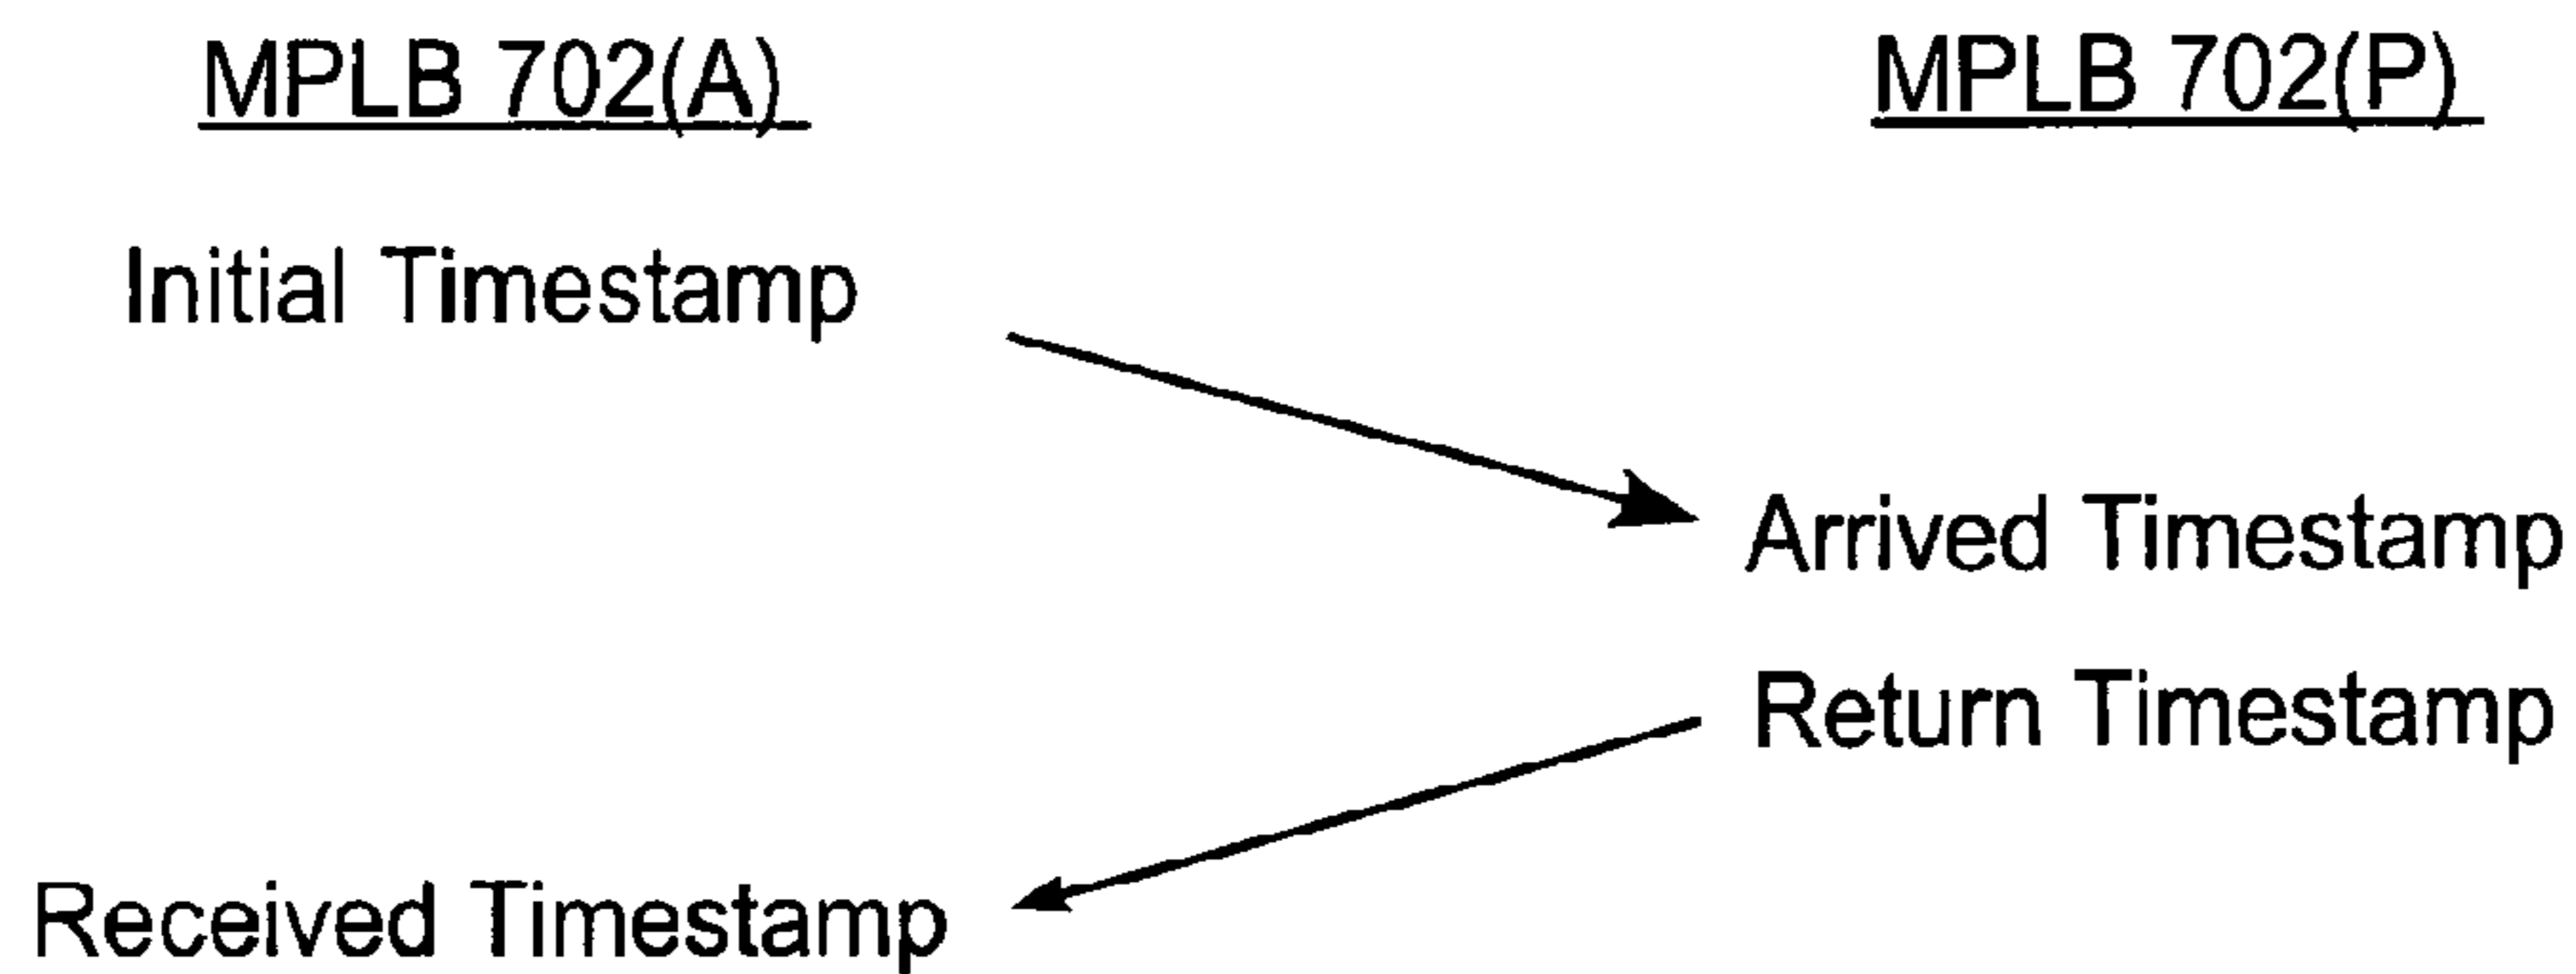 MPLB 702(A)
MPLB 702(P)
Initial Timestamp
Arrived Timestamp
Return Timestamp
Received Timestamp